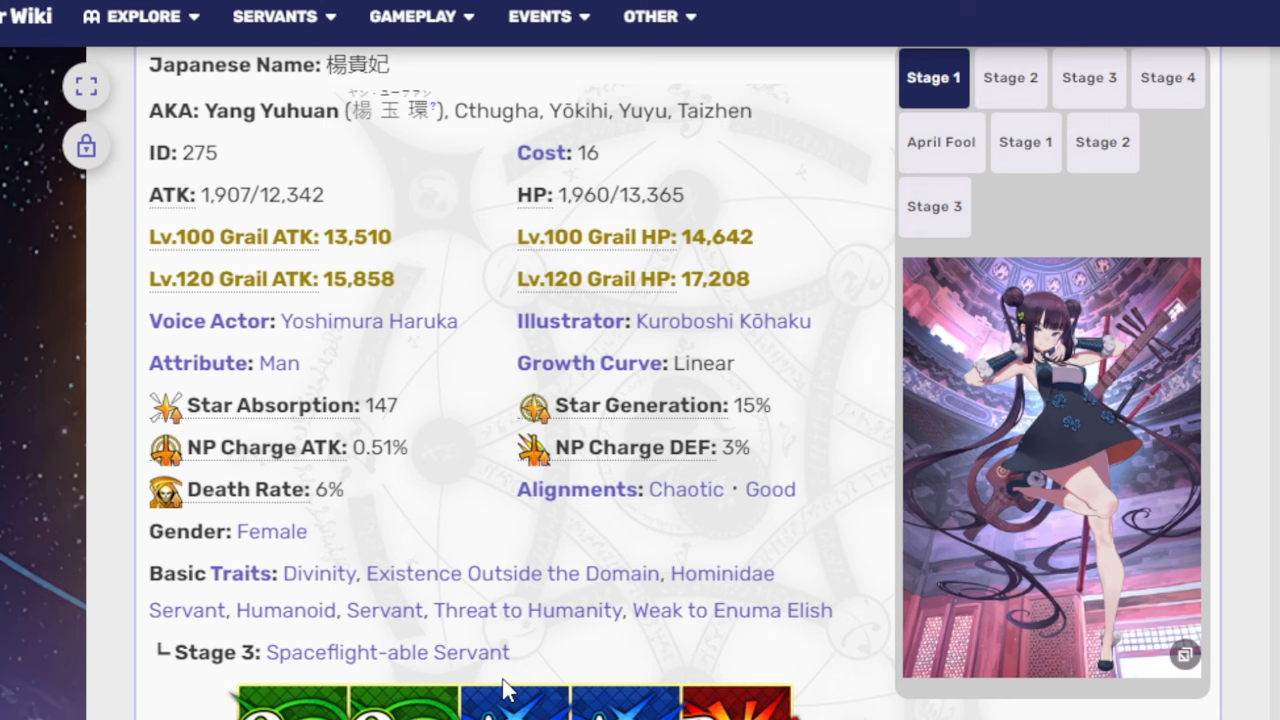 r Wiki EXPLORE SERVANTS GAMEPLAY EVENTS OTHER
Japanese Name: 楊貴妃
ヤン・ユーファン
AKA: Yang Yuhuan (楊 玉 環?), Cthugha, Yōkihi, Yuyu, Taizhen
ID: 275
Cost: 16
ATK: 1,907/12,342
HP: 1,960/13,365
Lv.100 Grail ATK: 13,510
Lv.100 Grail HP: 14,642
Lv.120 Grail ATK: 15,858
Lv.120 Grail HP: 17,208
Voice Actor: Yoshimura Haruka
Illustrator: Kuroboshi Kōhaku
Attribute: Man
Growth Curve: Linear
Star Absorption: 147
Star Generation: 15%
NP Charge ATK: 0.51%
NP Charge DEF: 3%
Death Rate: 6%
Alignments: Chaotic・Good
Gender: Female
Basic Traits: Divinity, Existence Outside the Domain, Hominidae
Servant, Humanoid, Servant, Threat to Humanity, Weak to Enuma Elish
┗ Stage 3: Spaceflight-able Servant
Stage 1 Stage 2 Stage 3 Stage 4
April Fool Stage 1 Stage 2
Stage 3